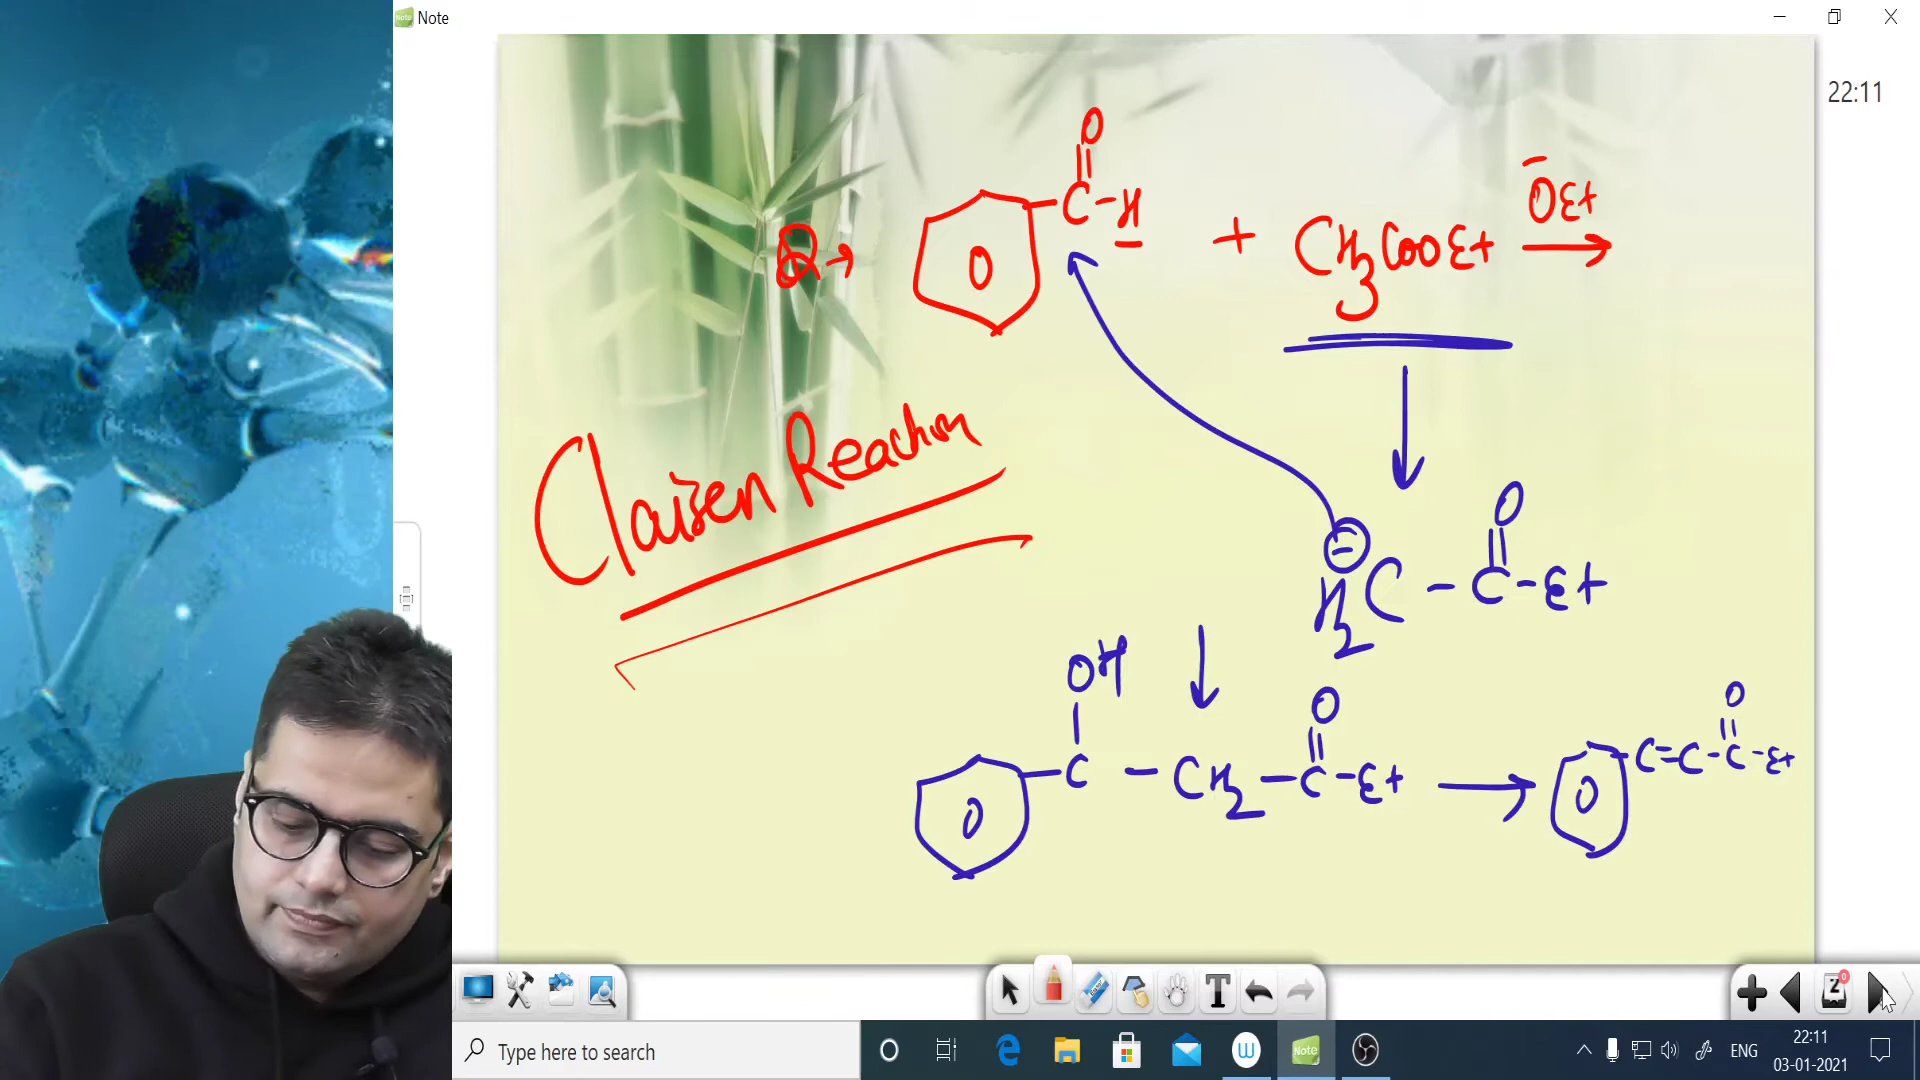 Note
22:11
O
||
C-H
Q→
O
+ CH3COOEt
ŌEt
Claisen Reaction
O
||
H2C - C - Et
OH
|
C - CH2 - C - Et
O
||
O
O
||
C=C-C-Et
O
Type here to search
ENG
22:11
03-01-2021